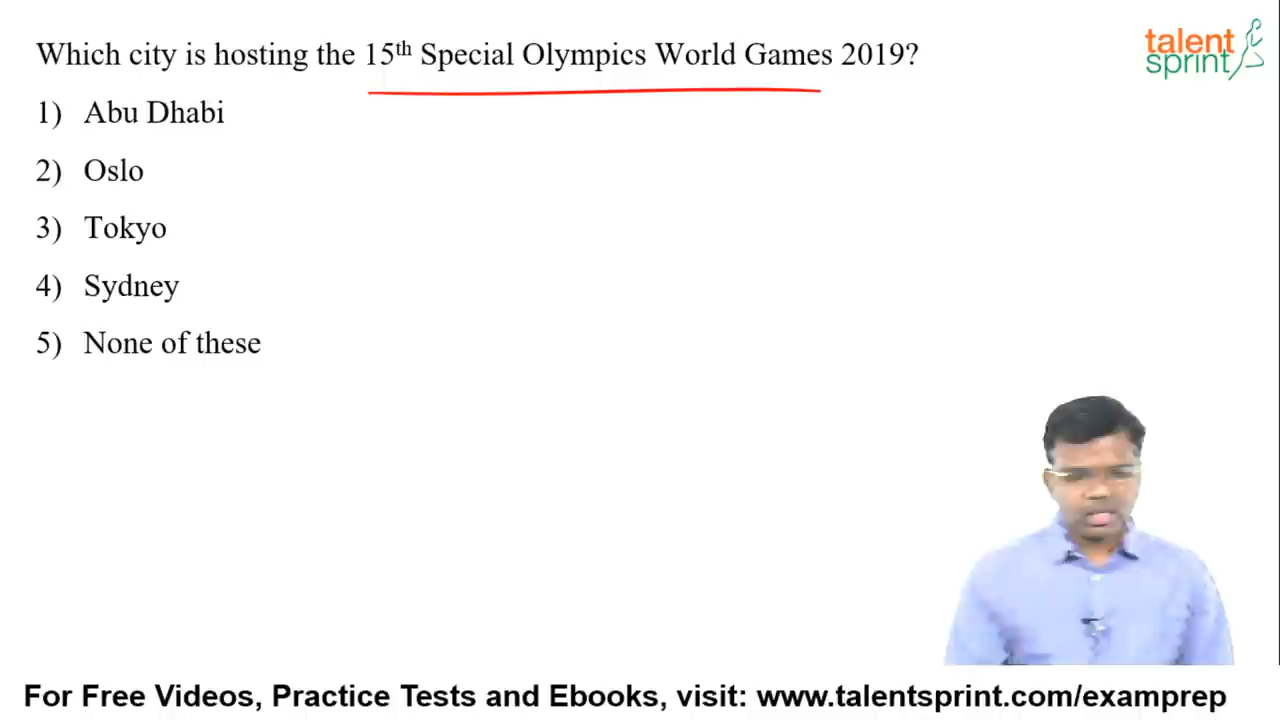 Which city is hosting the 15th Special Olympics World Games 2019?
talent
sprint
1) Abu Dhabi
2) Oslo
3) Tokyo
4) Sydney
5) None of these
For Free Videos, Practice Tests and Ebooks, visit: www.talentsprint.com/examprep